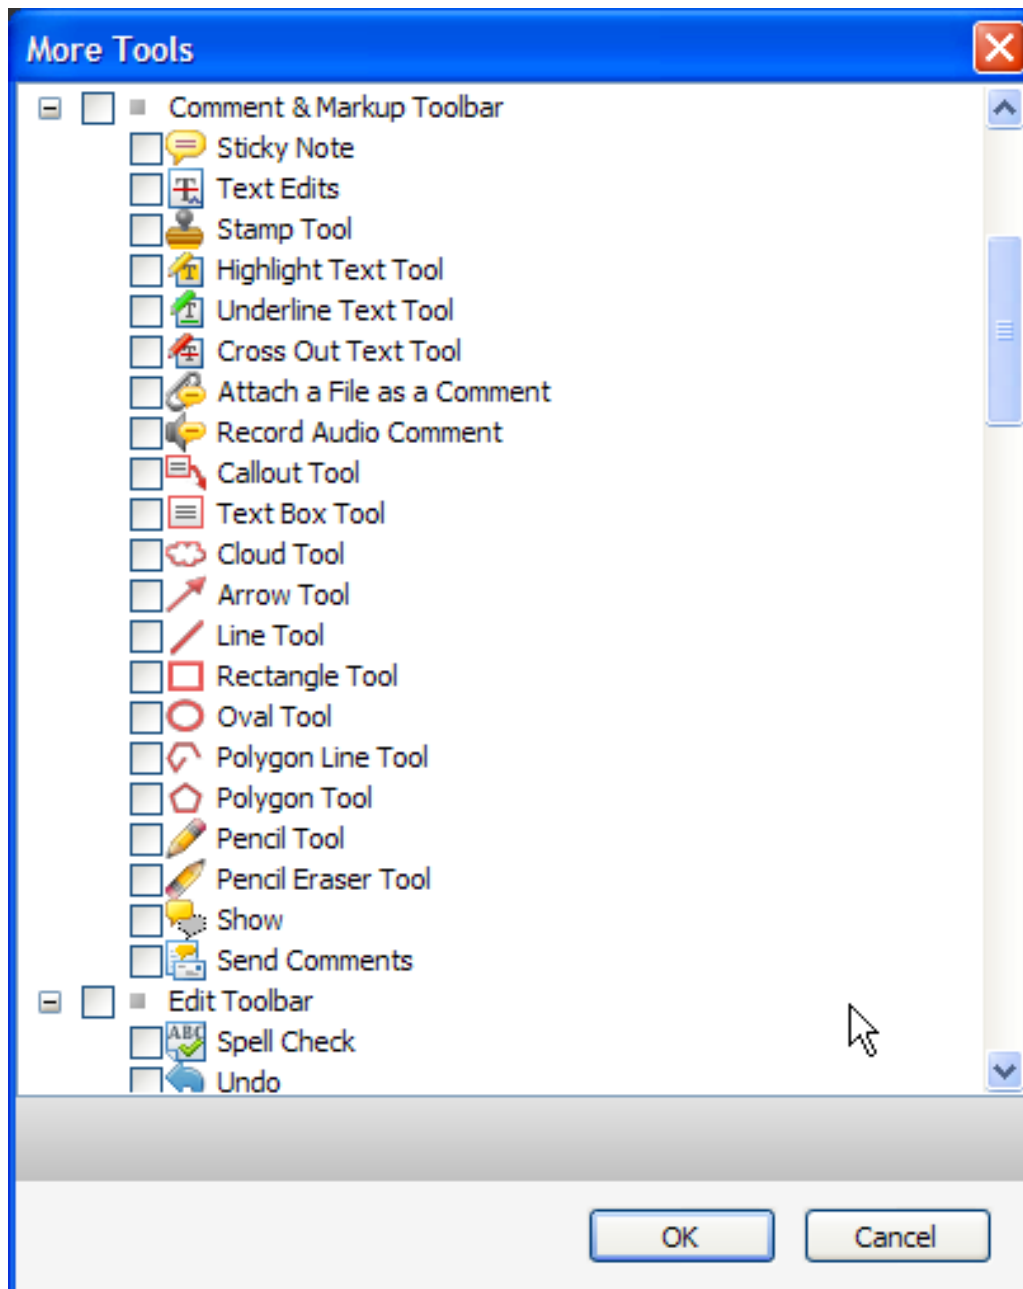 More Tools
Comment & Markup Toolbar
Sticky Note
Text Edits
Stamp Tool
Highlight Text Tool
Underline Text Tool
Cross Out Text Tool
Attach a File as a Comment
Record Audio Comment
Callout Tool
Text Box Tool
Cloud Tool
Arrow Tool
Line Tool
Rectangle Tool
Oval Tool
Polygon Line Tool
Polygon Tool
Pencil Tool
Pencil Eraser Tool
Show
Send Comments
Edit Toolbar
ABC Spell Check
Undo
OK Cancel